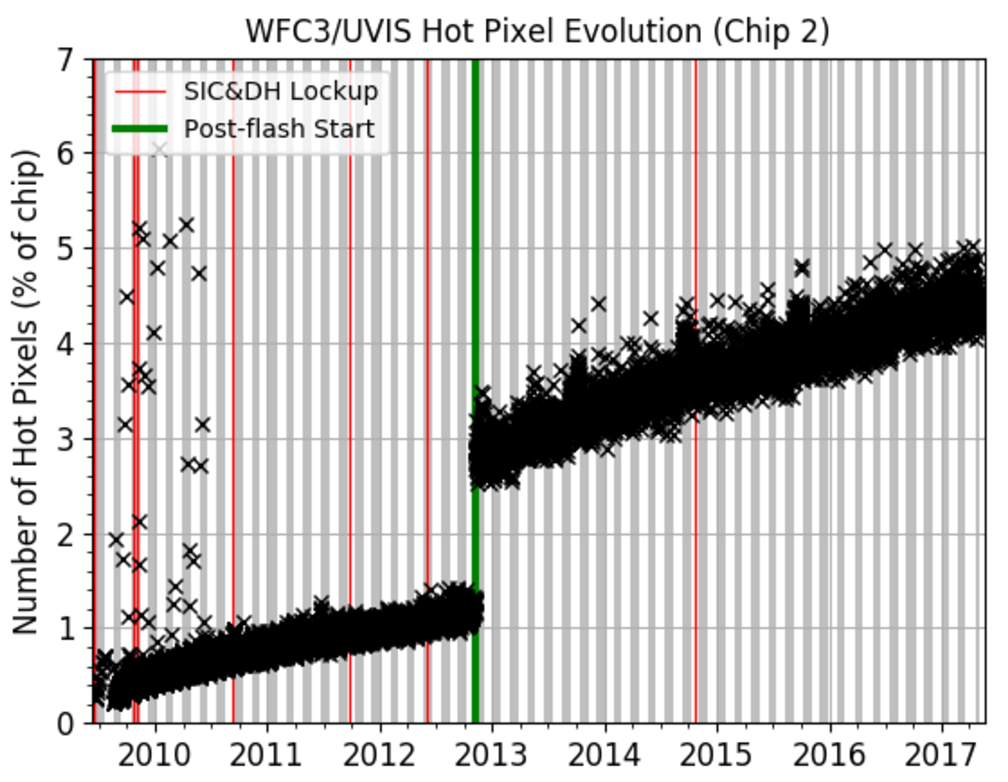 WFC3/UVIS Hot Pixel Evolution (Chip 2)
SIC&DH Lockup
Post-flash Start
Number of Hot Pixels (% of chip)
7
6
5
4
3
2
1
0
2010 2011 2012 2013 2014 2015 2016 2017